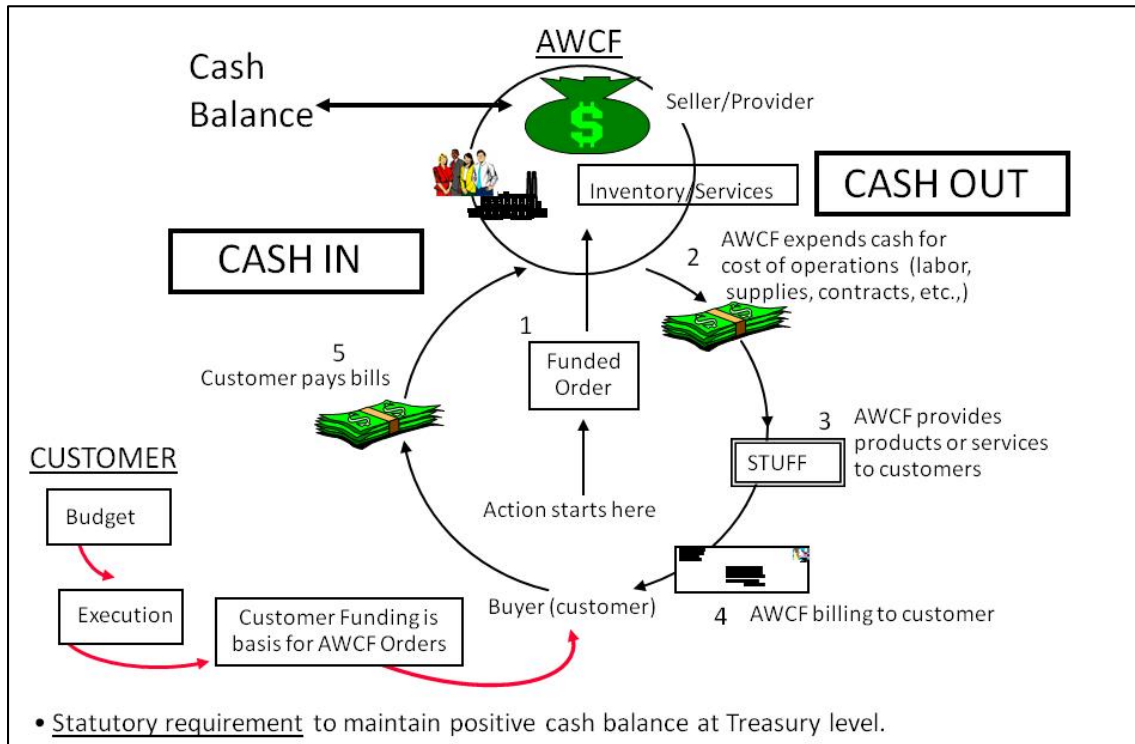 AWCF
Cash
Balance
Seller/Provider
$
Inventory/Services
CASH OUT
CASH IN
2
AWCF expends cash for
cost of operations (labor,
supplies, contracts, etc.,)
1
Funded
Order
5
Customer pays bills
3
AWCF provides
products or services
to customers
STUFF
CUSTOMER
Budget
Action starts here
Execution
Customer Funding is
basis for AWCF Orders
Buyer (customer)
4 AWCF billing to customer
• Statutory requirement to maintain positive cash balance at Treasury level.